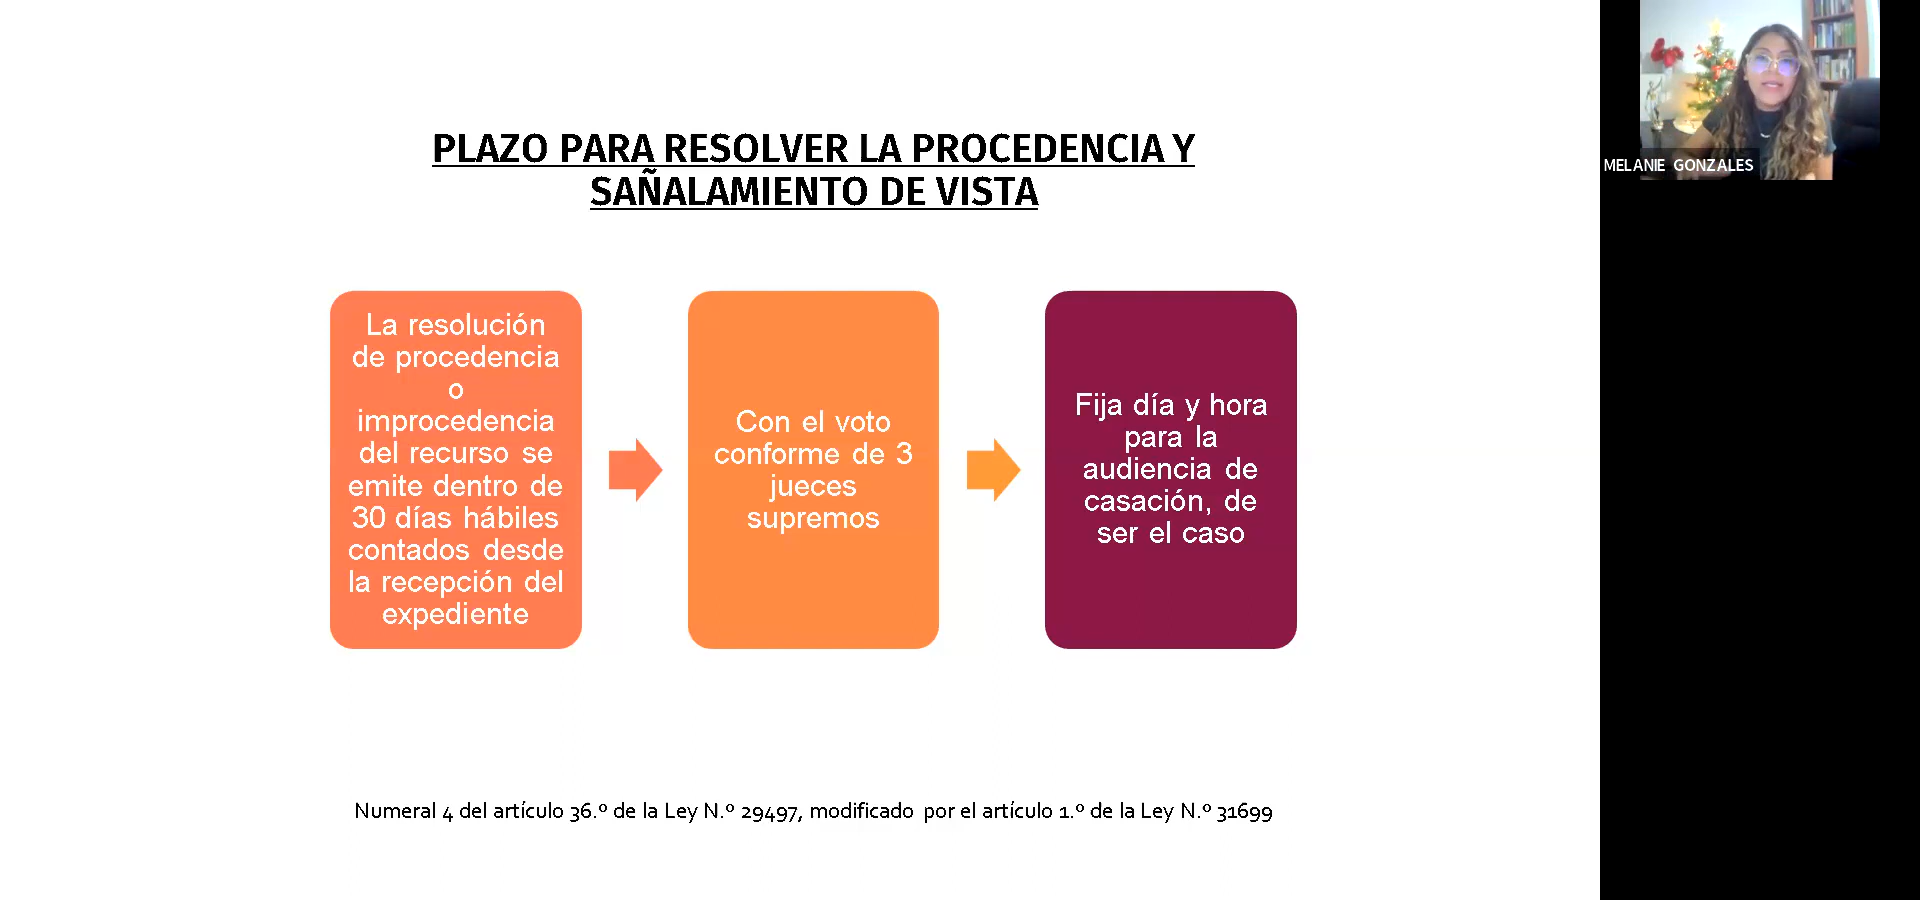 PLAZO PARA RESOLVER LA PROCEDENCIA Y
SAÑALAMIENTO DE VISTA
La resolución
de procedencia
o
improcedencia
del recurso se
emite dentro de
30 días hábiles
contados desde
la recepción del
expediente
Con el voto
conforme de 3
jueces
supremos
Fija día y hora
para la
audiencia de
casación, de
ser el caso
Numeral 4 del artículo 36.º de la Ley N.º 29497, modificado por el artículo 1.º de la Ley N.º 31699
MELANIE GONZALES